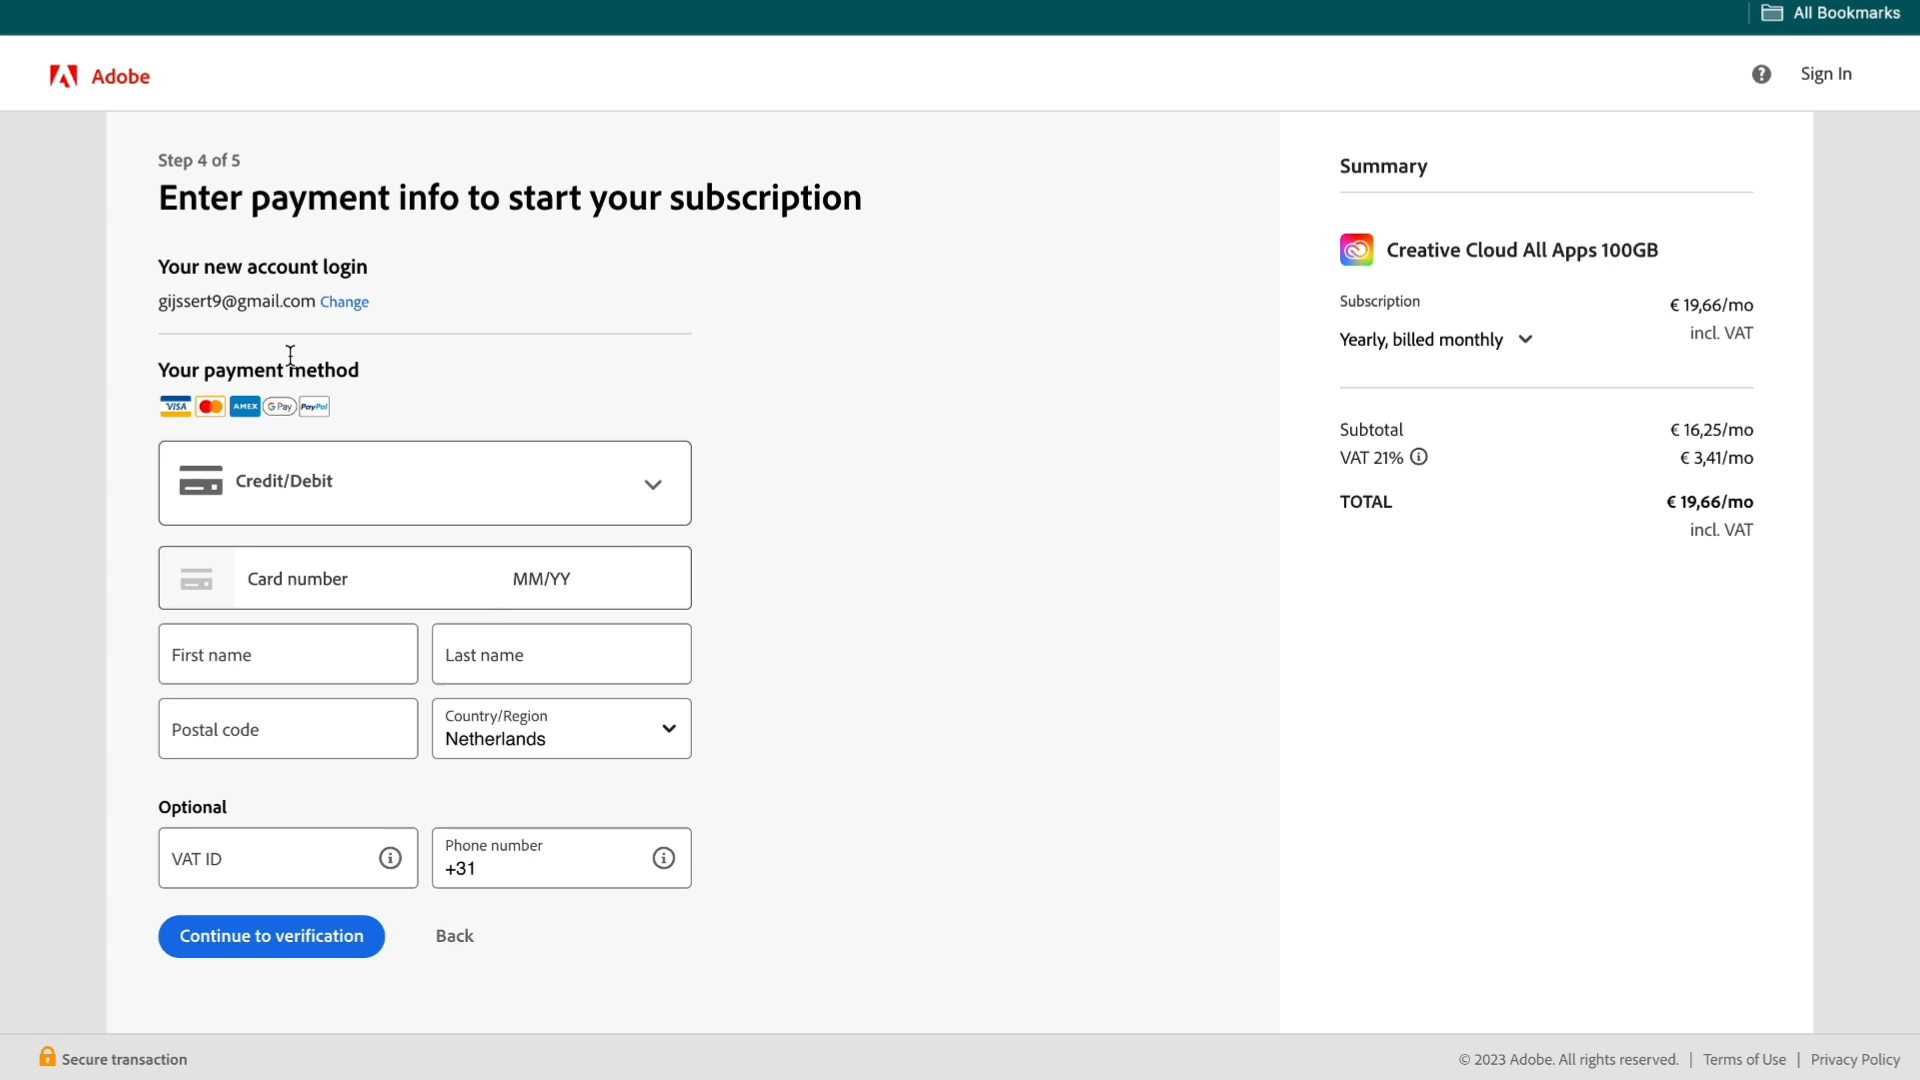 All Bookmarks
Adobe
Sign In
Step 4 of 5
Enter payment info to start your subscription
Your new account login
gijssert9@gmail.com Change
Your payment method
VISA AMEX G Pay PayPal
Credit/Debit
Card number MM/YY
First name Last name
Postal code
Country/Region
Netherlands
Optional
VAT ID
Phone number
+31
Continue to verification Back
Summary
Creative Cloud All Apps 100GB
Subscription € 19,66/mo
incl. VAT
Yearly, billed monthly
Subtotal € 16,25/mo
VAT 21% € 3,41/mo
TOTAL € 19,66/mo
incl. VAT
Secure transaction
© 2023 Adobe. All rights reserved. | Terms of Use | Privacy Policy